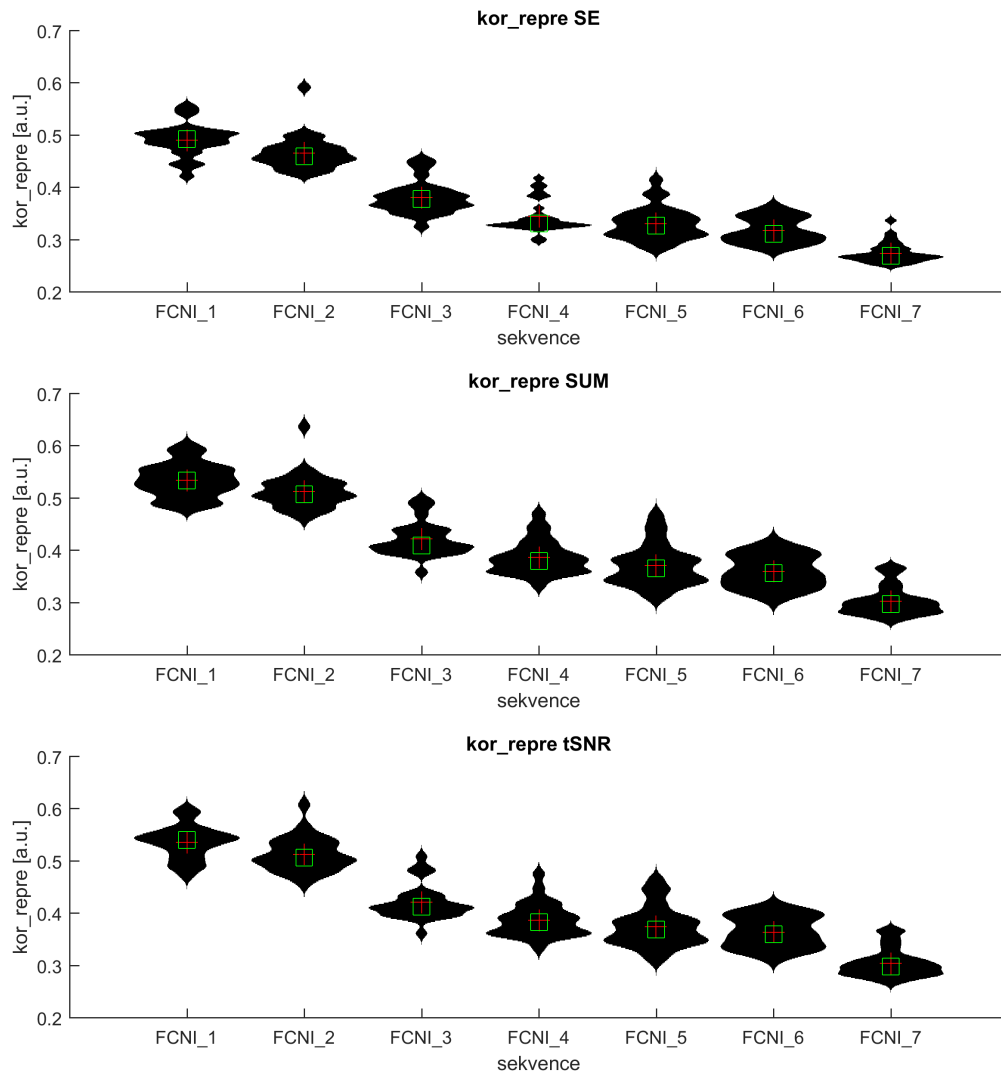 kor_repre SE
0.7
0.6
0.5
0.4
0.3
0.2
kor_repre [a.u.]
FCNI_1 FCNI_2 FCNI_3 FCNI_4 FCNI_5 FCNI_6 FCNI_7
sekvence
kor_repre SUM
0.7
0.6
0.5
0.4
0.3
0.2
kor_repre [a.u.]
FCNI_1 FCNI_2 FCNI_3 FCNI_4 FCNI_5 FCNI_6 FCNI_7
sekvence
kor_repre tSNR
0.7
0.6
0.5
0.4
0.3
0.2
kor_repre [a.u.]
FCNI_1 FCNI_2 FCNI_3 FCNI_4 FCNI_5 FCNI_6 FCNI_7
sekvence